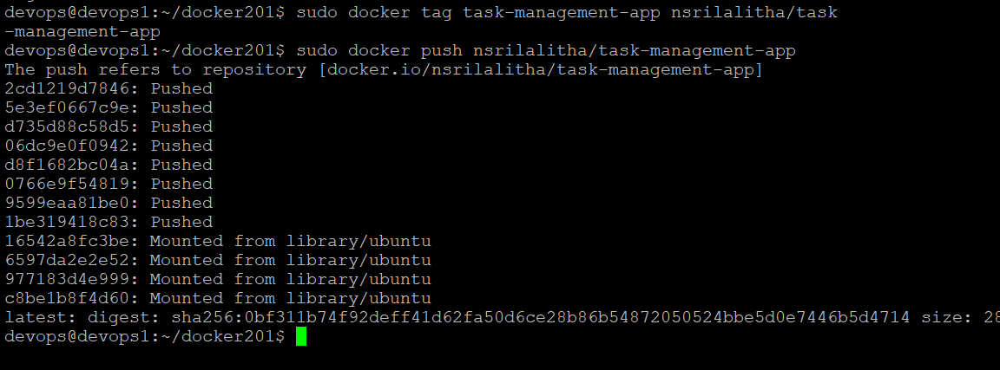 devops@devops1:~/docker201$ sudo docker tag task-management-app nsrilalitha/task
-management-app
devops@devops1:~/docker201$ sudo docker push nsrilalitha/task-management-app
The push refers to repository [docker.io/nsrilalitha/task-management-app]
2cd1219d7846: Pushed
5e3ef0667c9e: Pushed
d735d88c58d5: Pushed
06dc9e0f0942: Pushed
d8f1682bc04a: Pushed
0766e9f54819: Pushed
9599eaa81be0: Pushed
1be319418c83: Pushed
16542a8fc3be: Mounted from library/ubuntu
6597da2e2e52: Mounted from library/ubuntu
977183d4e999: Mounted from library/ubuntu
c8be1b8f4d60: Mounted from library/ubuntu
latest: digest: sha256:0bf311b74f92deff41d62fa50d6ce28b86b54872050524bbe5d0e7446b5d4714 size: 28
devops@devops1:~/docker201$